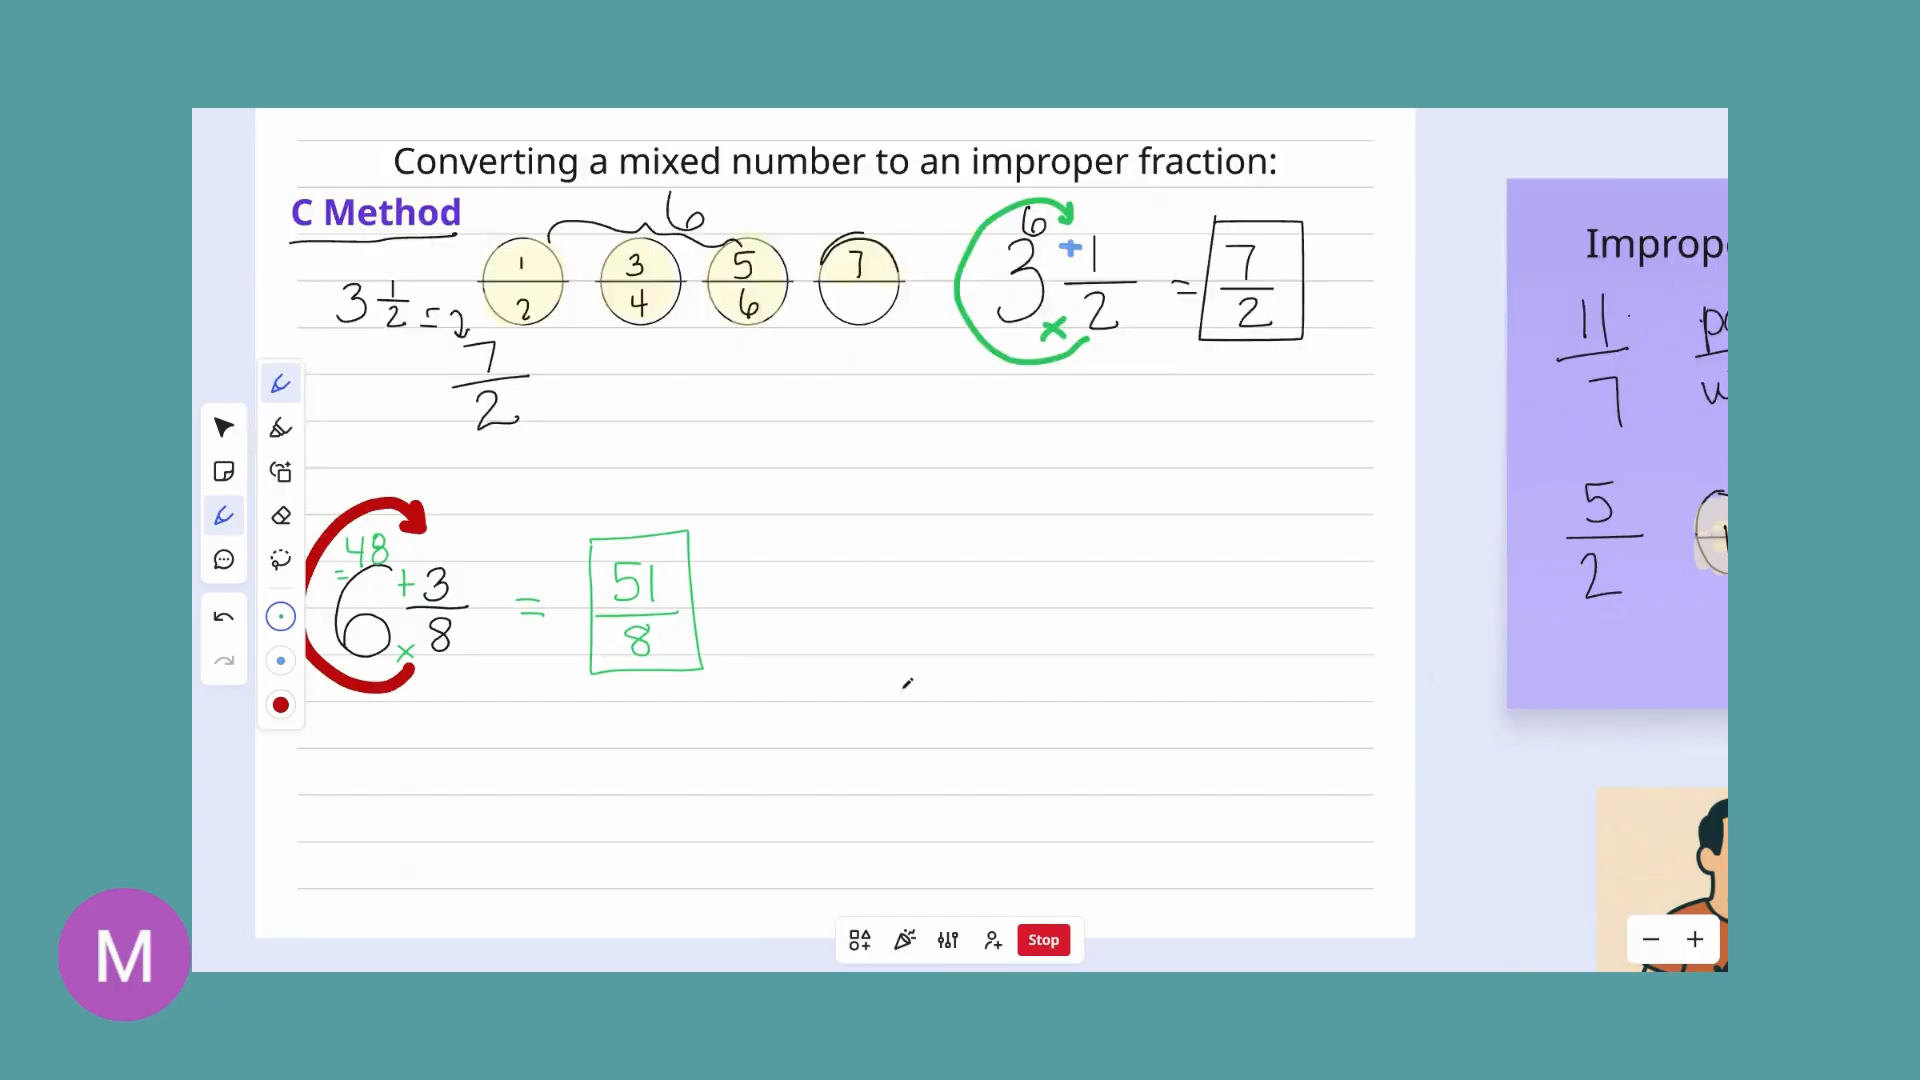 Converting a mixed number to an improper fraction:
C Method
6
1 3 5 7
2 4 6
3 1/2 =
7/2
6
3 + 1/2 = 7/2
x
= 48
6 + 3/8 = 51/8
x
Improp
11/7
5/2
M
Stop